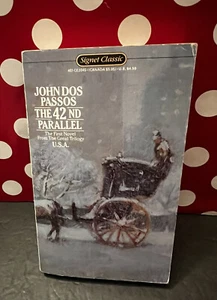 Signet Classic
JOHN DOS
PASSOS
THE 42ND
PARALLEL
The First Novel
From The Great Trilogy
U.S.A.